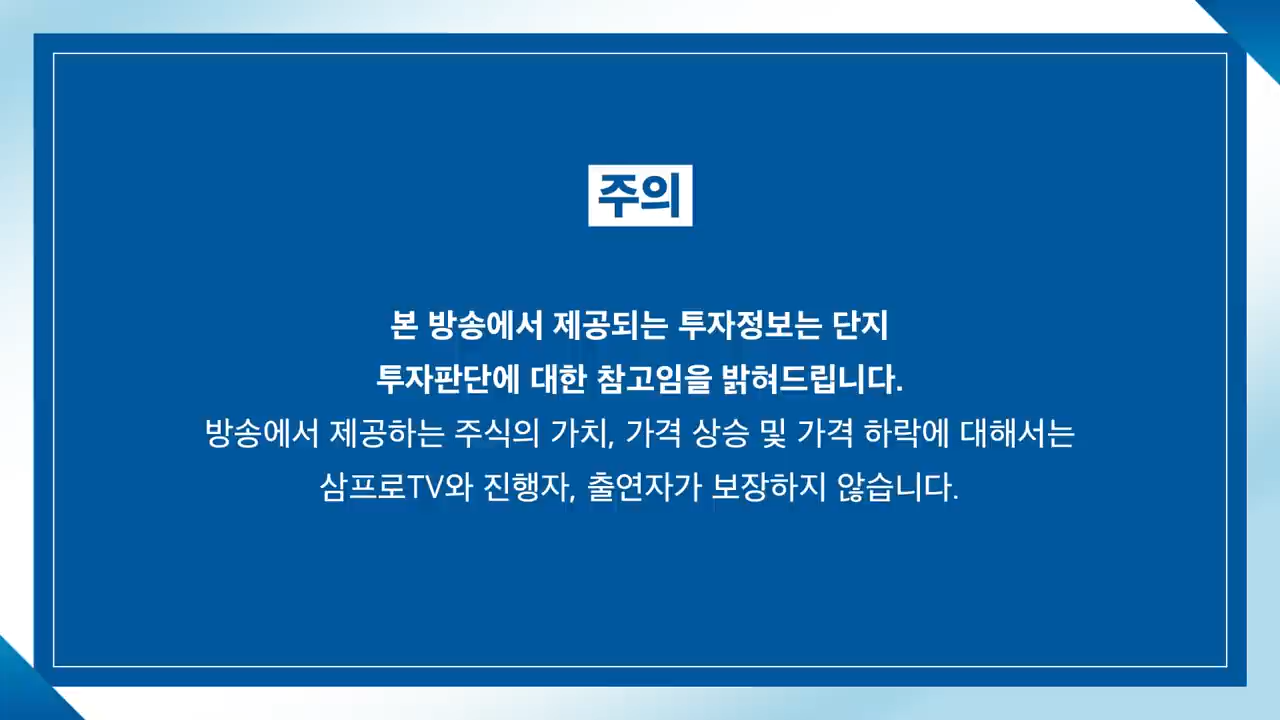 주의
본 방송에서 제공되는 투자정보는 단지
투자판단에 대한 참고임을 밝혀드립니다.
방송에서 제공하는 주식의 가치, 가격 상승 및 가격 하락에 대해서는
삼프로TV와 진행자, 출연자가 보장하지 않습니다.